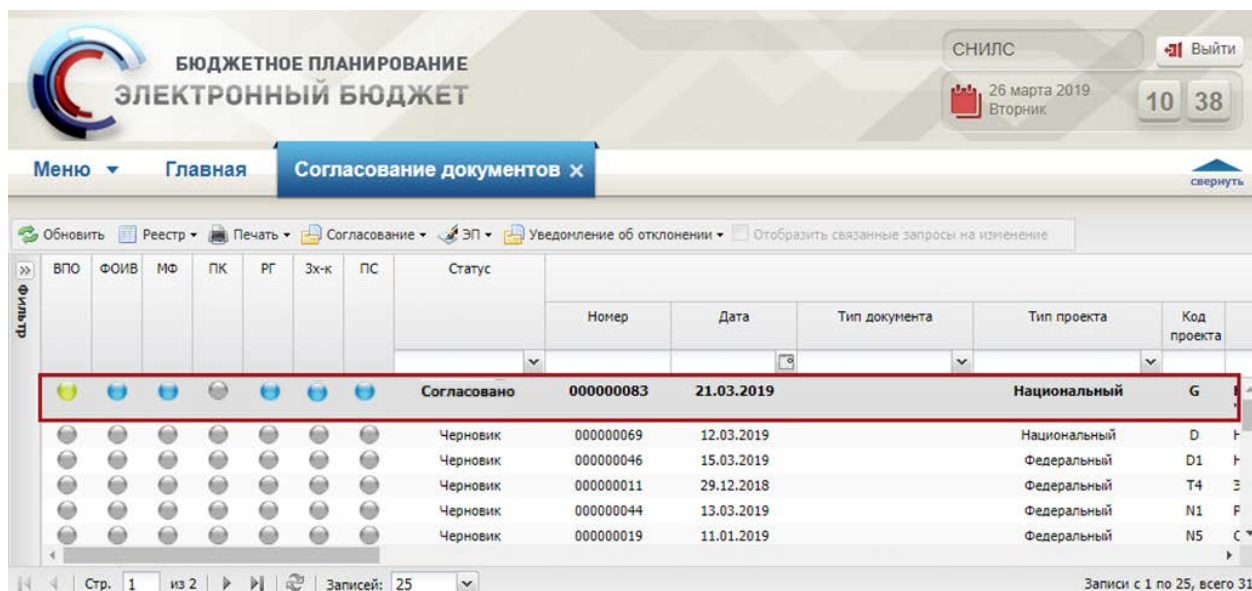 БЮДЖЕТНОЕ ПЛАНИРОВАНИЕ
ЭЛЕКТРОННЫЙ БЮДЖЕТ
СНИЛС
Выйти
26 марта 2019
Вторник
10 38
Меню Главная Согласование документов x
свернуть
Обновить Реестр Печать Согласование ЭП Уведомление об отклонении Отобразить связанные запросы на изменение
» ВПО ФОИВ МФ ПК РГ 3х-к ПС Статус
Фильтр
Номер Дата Тип документа Тип проекта Код
проекта
Согласовано 000000083 21.03.2019 Национальный G
Черновик 000000069 12.03.2019 Национальный D
Черновик 000000046 15.03.2019 Федеральный D1
Черновик 000000011 29.12.2018 Федеральный T4
Черновик 000000044 13.03.2019 Федеральный N1
Черновик 000000019 11.01.2019 Федеральный N5
Стр. 1 из 2 Записей: 25 Записи с 1 по 25, всего 31